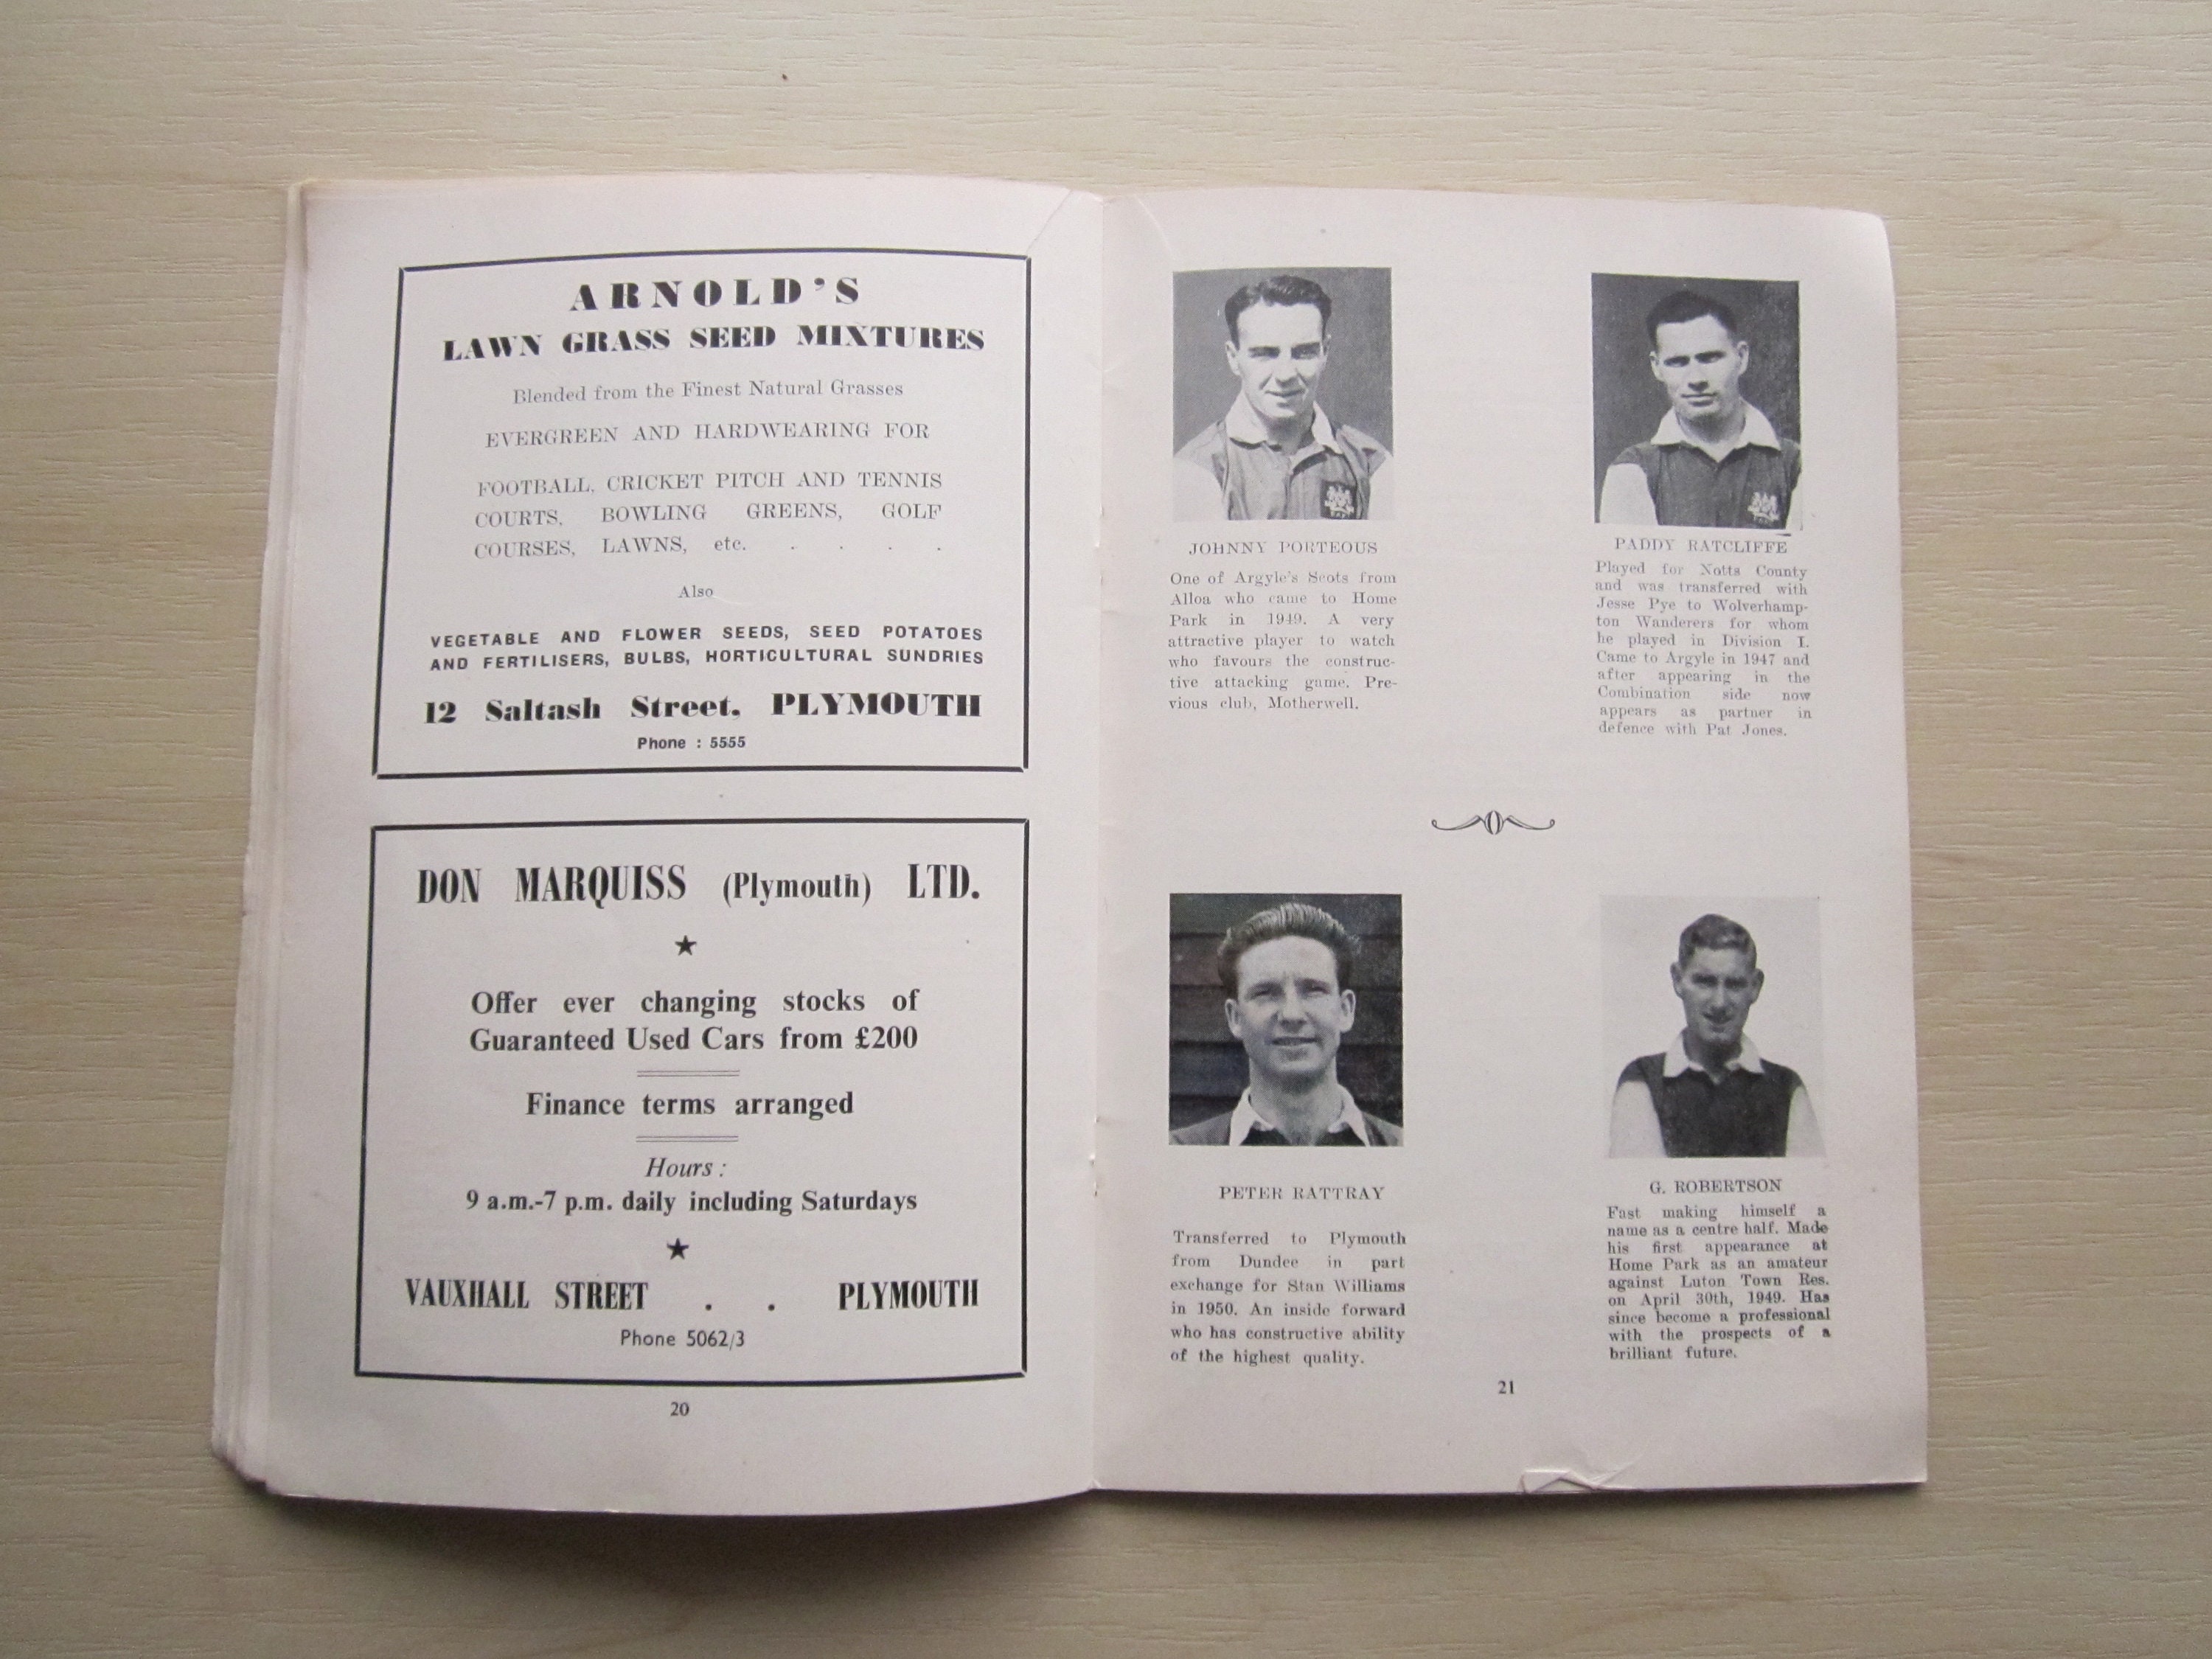 ARNOLD'S
LAWN GRASS SEED MIXTURES
Blended from the Finest Natural Grasses
EVERGREEN AND HARDWEARING FOR
FOOTBALL, CRICKET PITCH AND TENNIS
COURTS, BOWLING GREENS, GOLF
COURSES, LAWNS, etc. . . . .
Also
VEGETABLE AND FLOWER SEEDS, SEED POTATOES
AND FERTILISERS, BULBS, HORTICULTURAL SUNDRIES
12 Saltash Street, PLYMOUTH
Phone : 5555
DON MARQUISS (Plymouth) LTD.
★
Offer ever changing stocks of
Guaranteed Used Cars from £200
Finance terms arranged
Hours :
9 a.m.-7 p.m. daily including Saturdays
★
VAUXHALL STREET . . PLYMOUTH
Phone 5062/3
20
JOHNNY PORTEOUS
One of Argyle's Scots from
Alloa who came to Home
Park in 1949. A very
attractive player to watch
who favours the construc-
tive attacking game. Pre-
vious club, Motherwell.
PADDY RATCLIFFE
Played for Notts County
and was transferred with
Jesse Pye to Wolverhamp-
ton Wanderers for whom
he played in Division I.
Came to Argyle in 1947 and
after appearing in the
Combination side now
appears as partner in
defence with Pat Jones.
PETER RATTRAY
Transferred to Plymouth
from Dundee in part
exchange for Stan Williams
in 1950. An inside forward
who has constructive ability
of the highest quality.
G. ROBERTSON
Fast making himself a
name as a centre half. Made
his first appearance at
Home Park as an amateur
against Luton Town Res.
on April 30th, 1949. Has
since become a professional
with the prospects of a
brilliant future.
21